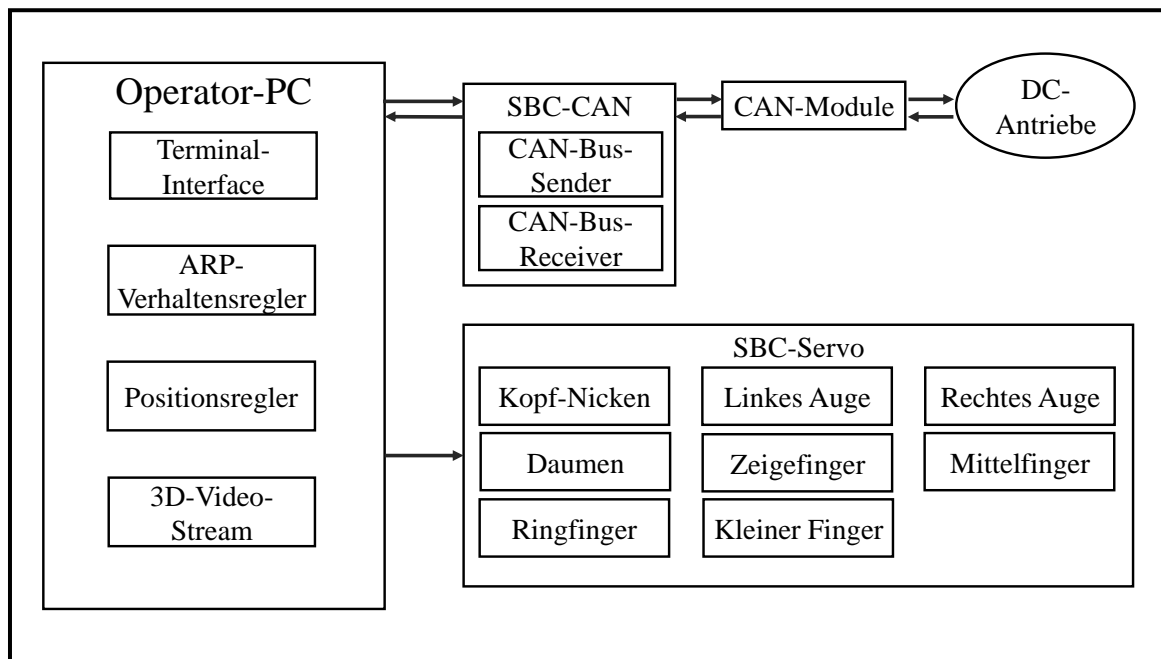 Operator-PC
Terminal-
Interface
ARP-
Verhaltensregler
Positionsregler
3D-Video-
Stream
SBC-CAN
CAN-Bus-
Sender
CAN-Bus-
Receiver
CAN-Module
DC-
Antriebe
SBC-Servo
Kopf-Nicken
Linkes Auge
Rechtes Auge
Daumen
Zeigefinger
Mittelfinger
Ringfinger
Kleiner Finger